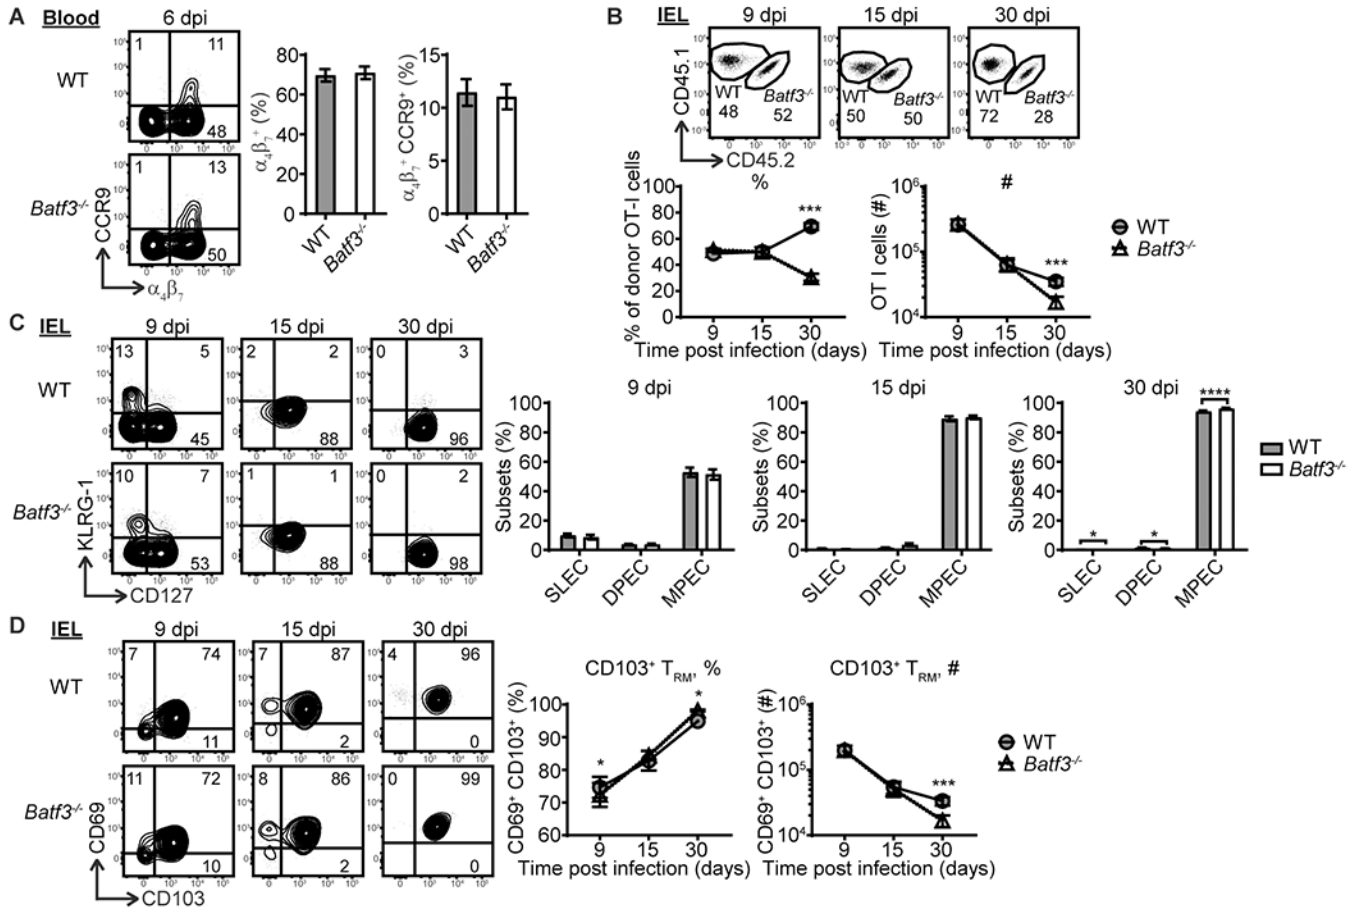 A Blood 6 dpi
WT
1 11
48
Batf3-/-
1 13
50
CCR9
α4β7
α4β7+ (%)
80
60
40
20
0
WT
Batf3-/-
α4β7+ CCR9+ (%)
15
10
5
0
WT
Batf3-/-
B IEL 9 dpi 15 dpi 30 dpi
CD45.1
CD45.2
WT Batf3-/-
48 52
WT Batf3-/-
50 50
WT Batf3-/-
72 28
%
% of donor OT-I cells
100
80
60
40
20
0
***
9 15 30
Time post infection (days)
#
OT I cells (#)
10^6
10^5
10^4
***
9 15 30
Time post infection (days)
WT
Batf3-/-
C IEL 9 dpi 15 dpi 30 dpi
WT
13 5
45
2 2
88
0 3
96
Batf3-/-
10 7
53
1 1
88
0 2
98
KLRG-1
CD127
9 dpi
Subsets (%)
100
80
60
40
20
0
SLEC DPEC MPEC
15 dpi
Subsets (%)
100
80
60
40
20
0
SLEC DPEC MPEC
30 dpi
Subsets (%)
100
80
60
40
20
0
* * ****
SLEC DPEC MPEC
WT
Batf3-/-
D IEL 9 dpi 15 dpi 30 dpi
WT
7 74
11
7 87
2
4 96
0
Batf3-/-
11 72
10
8 86
2
0 99
0
CD69
CD103
CD103+ TRM, %
CD69+ CD103+ (%)
100
90
80
70
60
* *
9 15 30
Time post infection (days)
CD103+ TRM, #
CD69+ CD103+ (#)
10^6
10^5
10^4
***
9 15 30
Time post infection (days)
WT
Batf3-/-